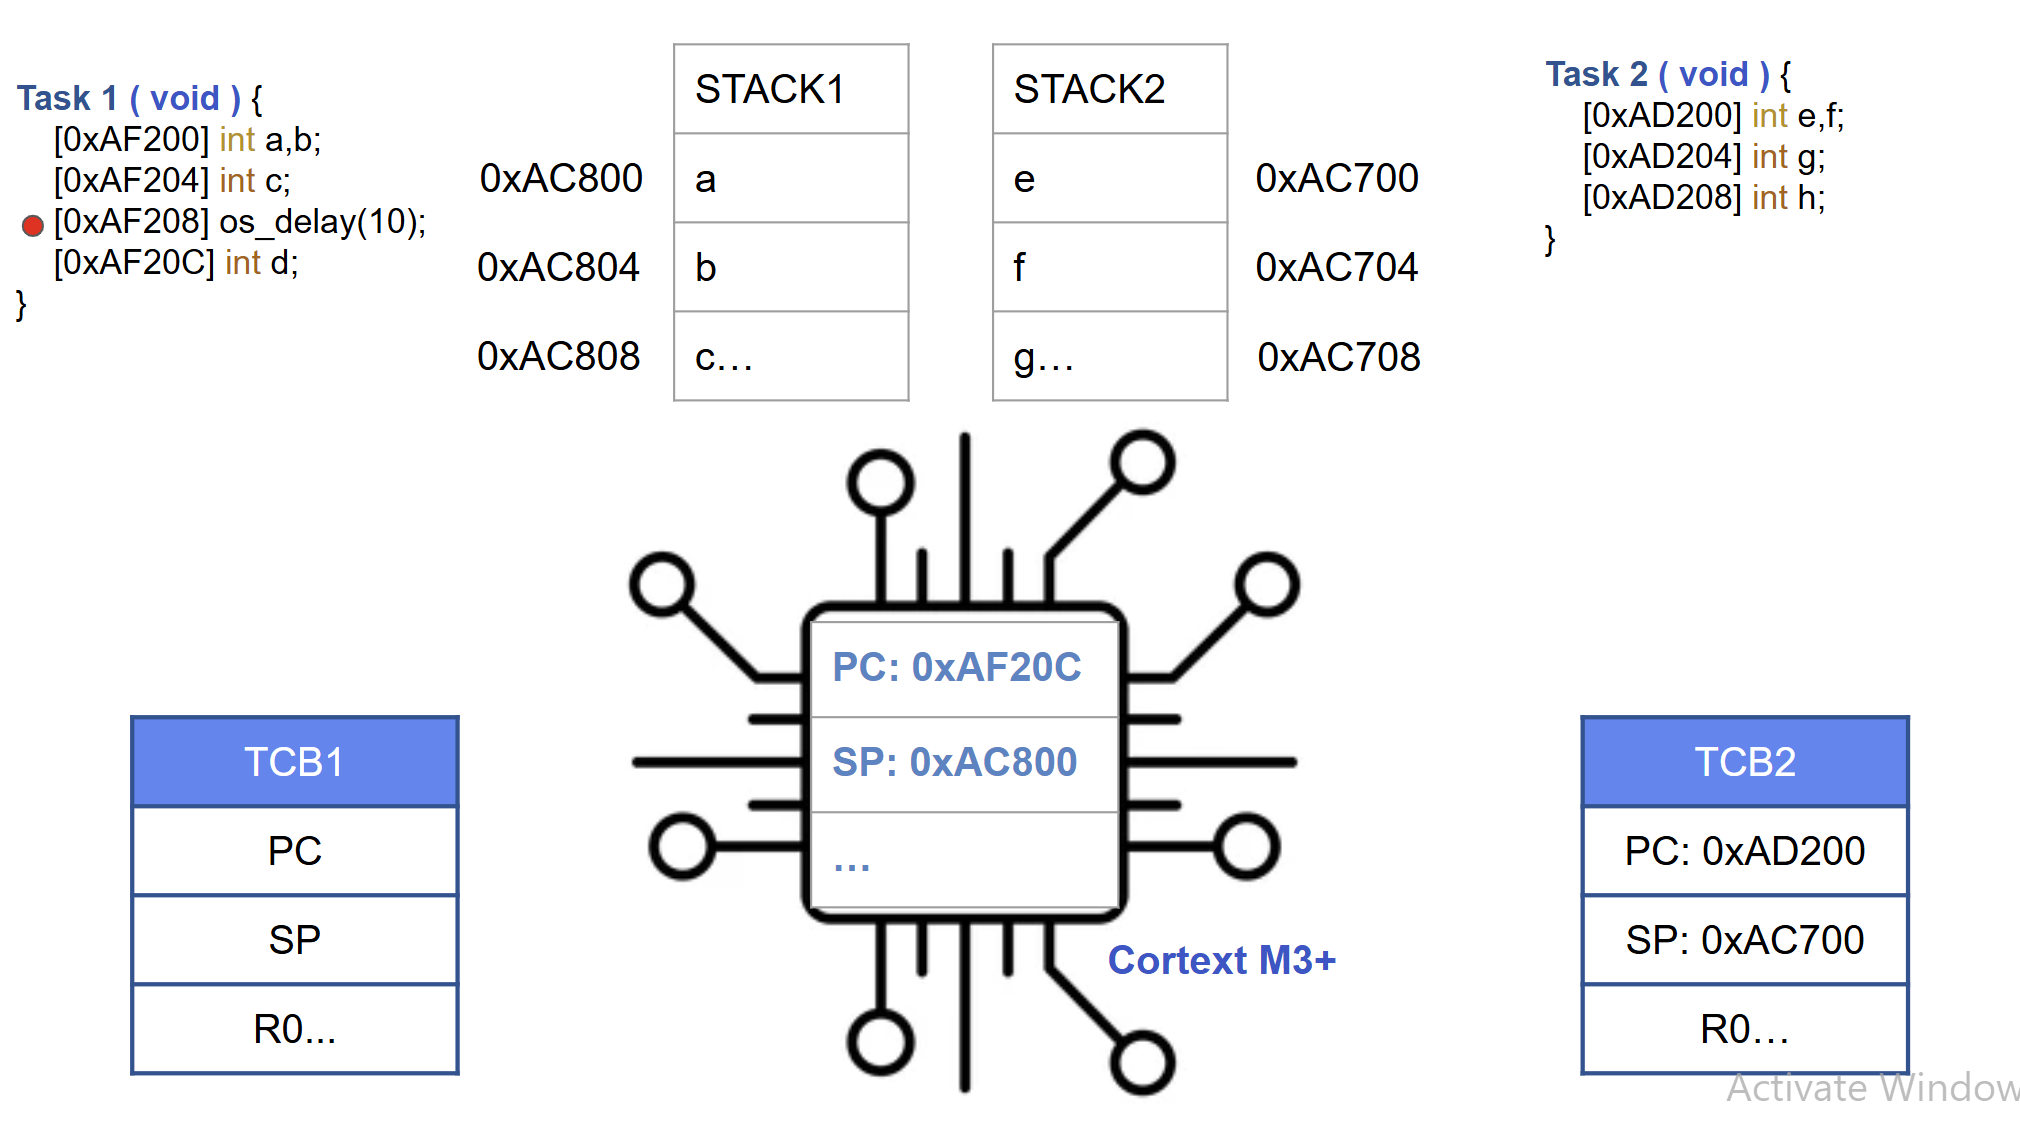 Task 1 ( void ) {
[0xAF200] int a,b;
[0xAF204] int c;
[0xAF208] os_delay(10);
[0xAF20C] int d;
}
STACK1
0xAC800 a
0xAC804 b
0xAC808 c…
STACK2
e 0xAC700
f 0xAC704
g… 0xAC708
Task 2 ( void ) {
[0xAD200] int e,f;
[0xAD204] int g;
[0xAD208] int h;
}
PC: 0xAF20C
SP: 0xAC800
…
Cortext M3+
TCB1
PC
SP
R0...
TCB2
PC: 0xAD200
SP: 0xAC700
R0…
Activate Window